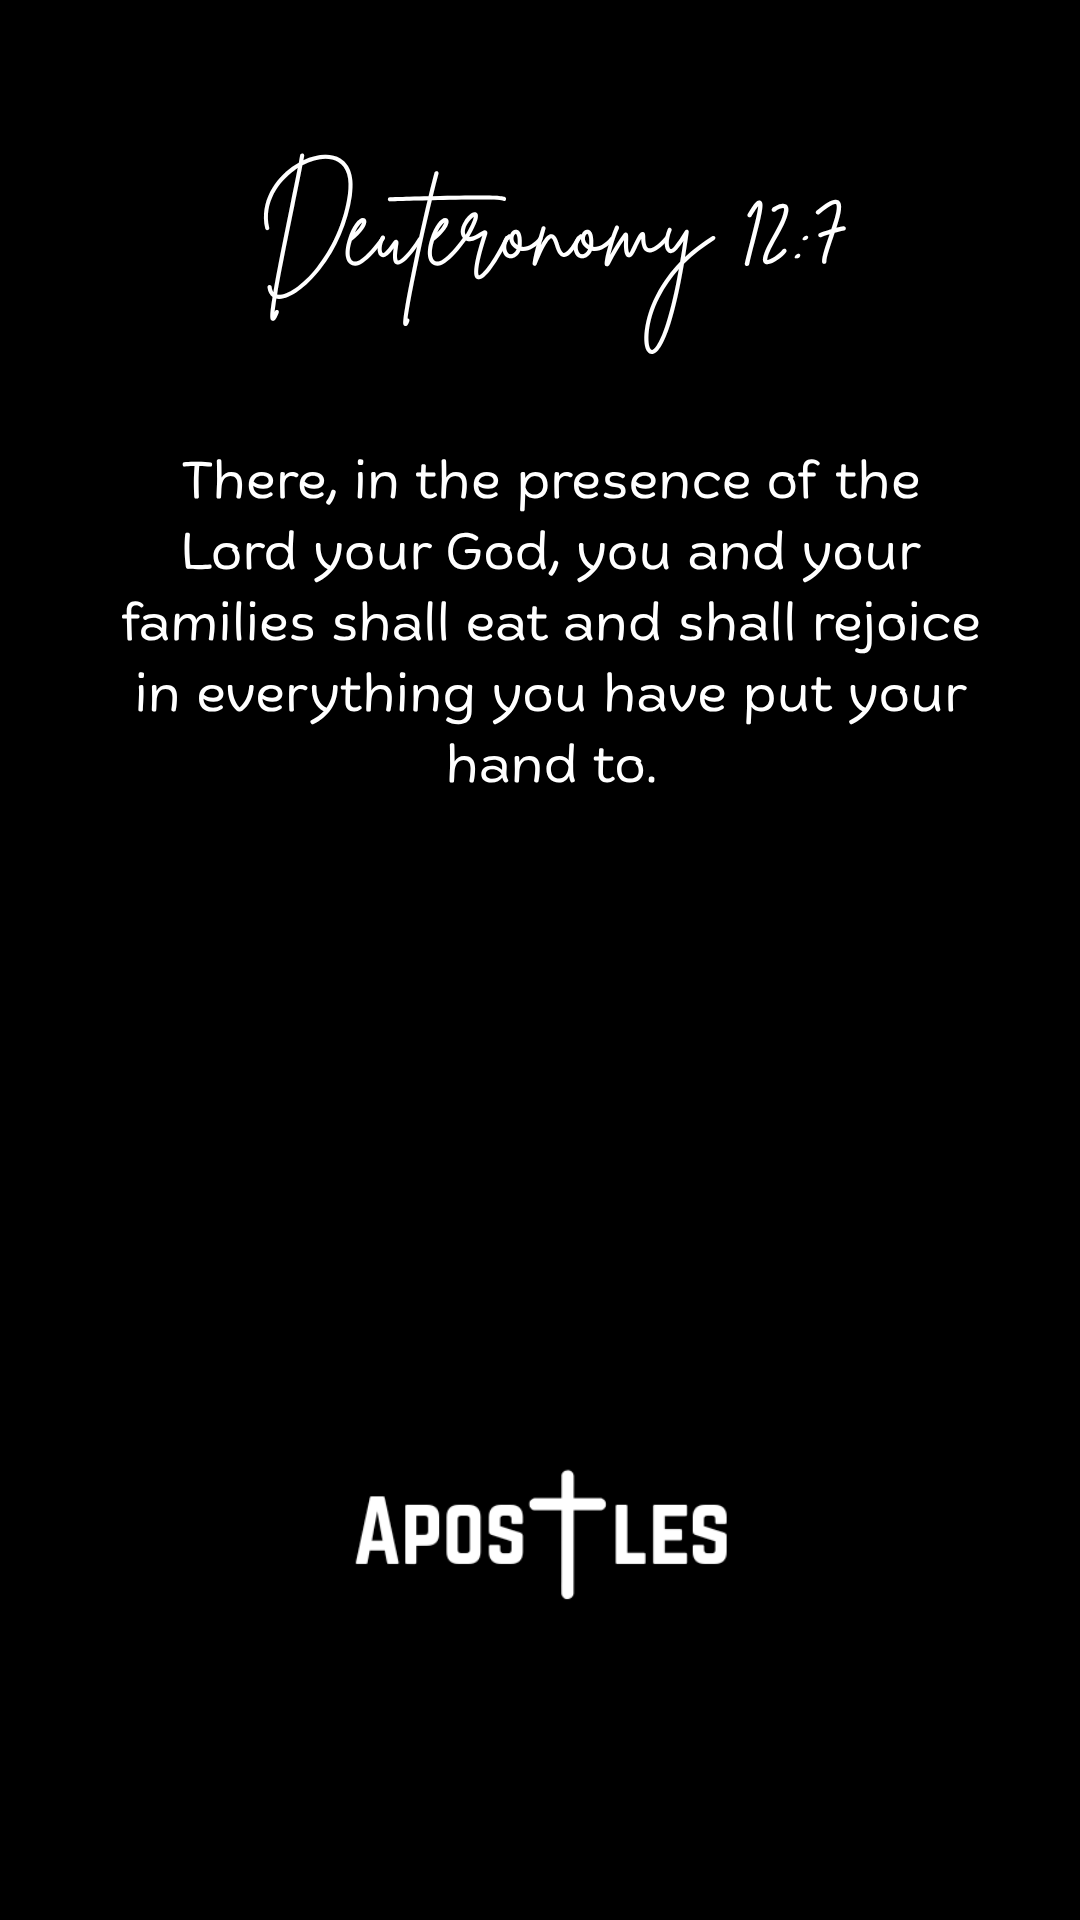 Deuteronomy 12:7
There, in the presence of the
Lord your God, you and your
families shall eat and shall rejoice
in everything you have put your
hand to.
APOSTLES